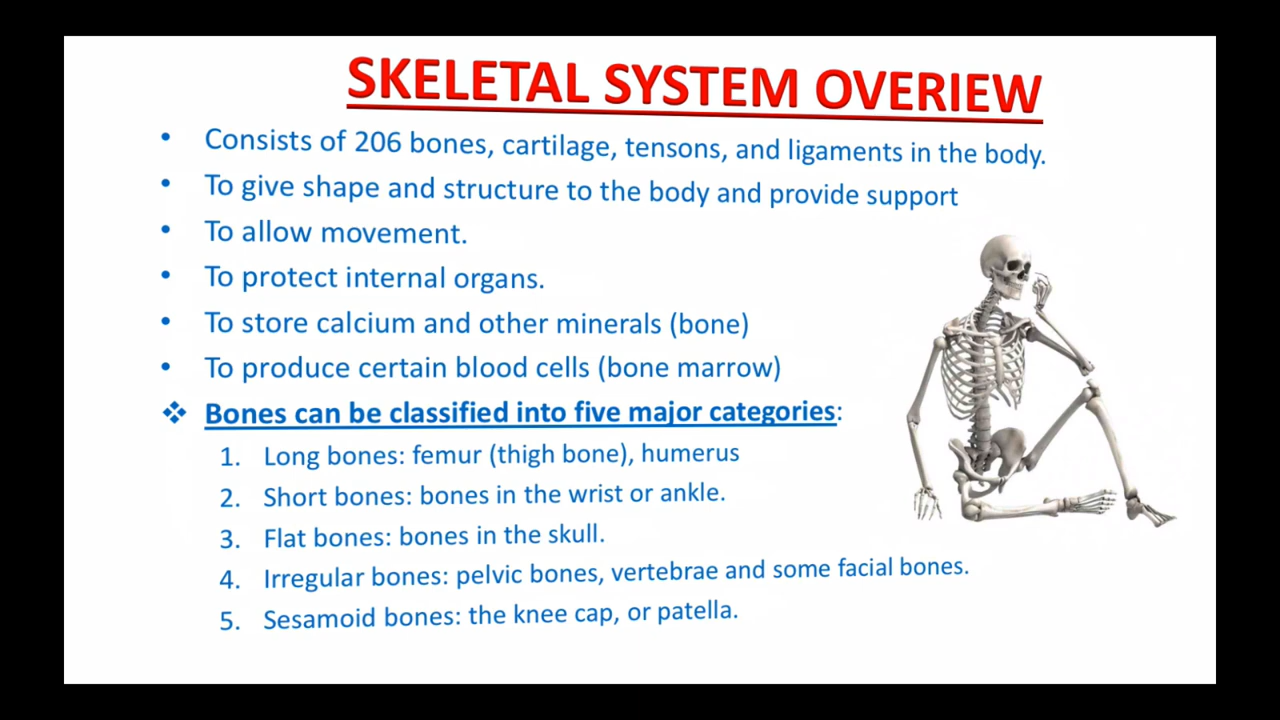 SKELETAL SYSTEM OVERIEW
• Consists of 206 bones, cartilage, tensons, and ligaments in the body.
• To give shape and structure to the body and provide support
• To allow movement.
• To protect internal organs.
• To store calcium and other minerals (bone)
• To produce certain blood cells (bone marrow)
❖ Bones can be classified into five major categories:
1. Long bones: femur (thigh bone), humerus
2. Short bones: bones in the wrist or ankle.
3. Flat bones: bones in the skull.
4. Irregular bones: pelvic bones, vertebrae and some facial bones.
5. Sesamoid bones: the knee cap, or patella.